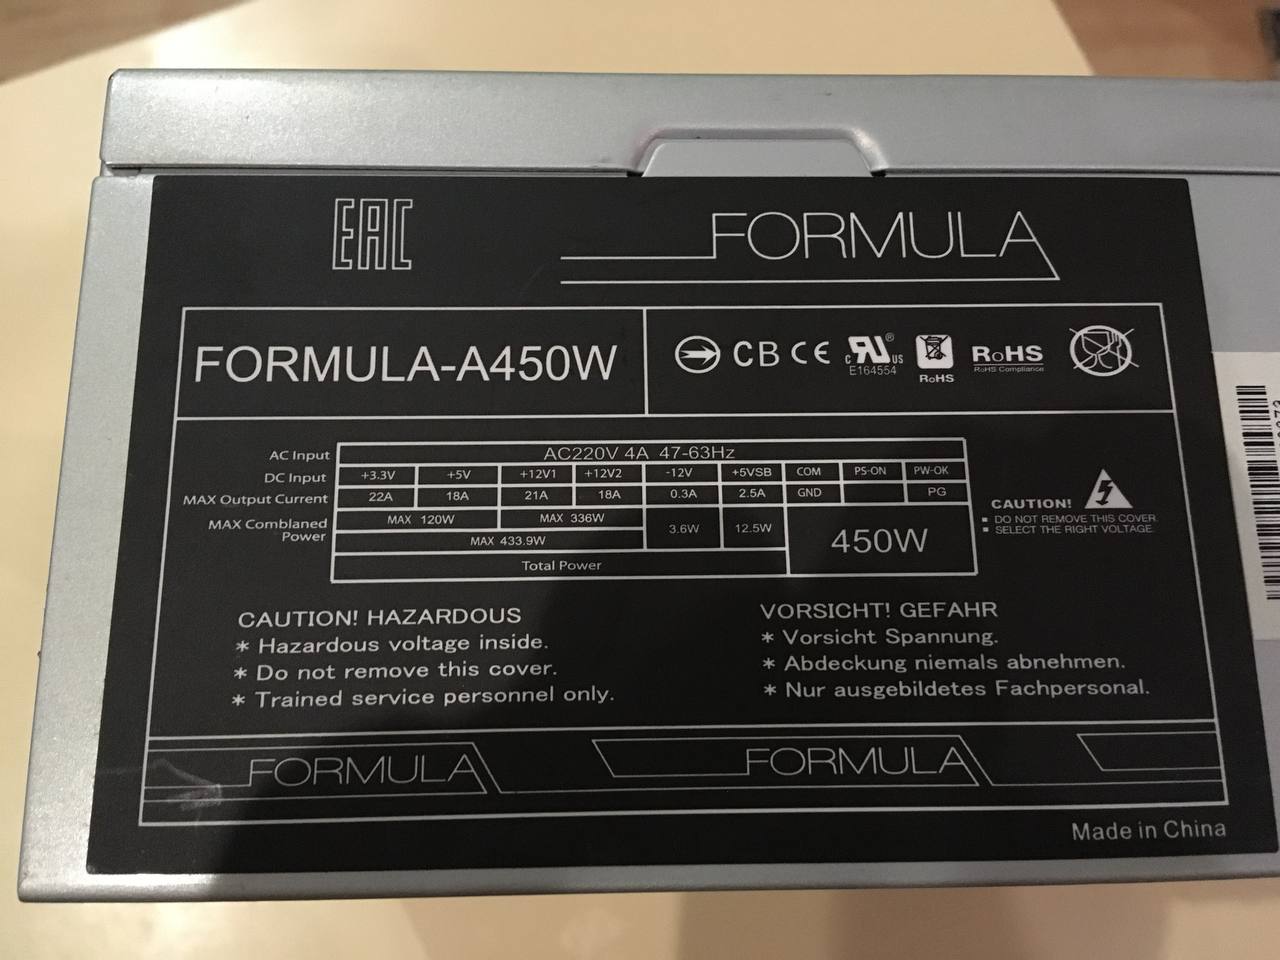 EAC
FORMULA
FORMULA-A450W
CB CE c RU ® US
E164554
RoHS
RoHS
RoHS Compliance
AC Input AC220V 4A 47-63Hz
DC Input +3.3V +5V +12V1 +12V2 -12V +5VSB COM PS-ON PW-OK
MAX Output Current 22A 18A 21A 18A 0.3A 2.5A GND PG
MAX Comblaned Power MAX 120W MAX 336W 3.6W 12.5W 450W
MAX 433.9W
Total Power
CAUTION!
DO NOT REMOVE THIS COVER.
SELECT THE RIGHT VOLTAGE.
CAUTION! HAZARDOUS
* Hazardous voltage inside.
* Do not remove this cover.
* Trained service personnel only.
VORSICHT! GEFAHR
* Vorsicht Spannung.
* Abdeckung niemals abnehmen.
* Nur ausgebildetes Fachpersonal.
FORMULA FORMULA
Made in China